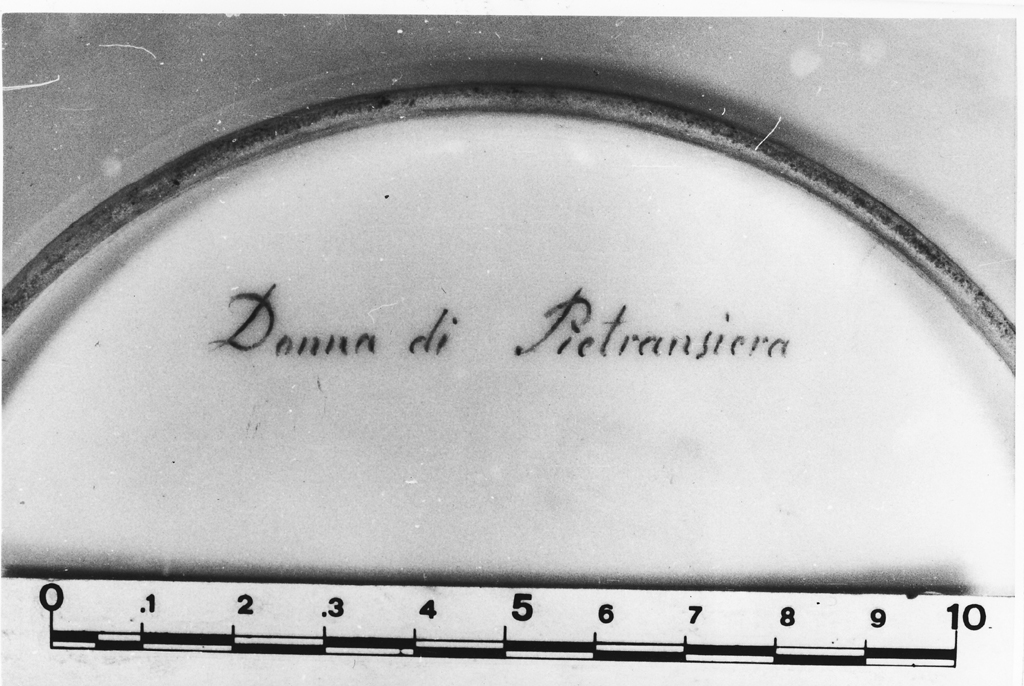 Donna di Pietransiera
0 .1 2 .3 4 5 6 7 8 9 10